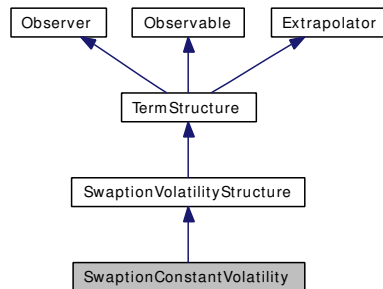 Observer
Observable
Extrapolator
TermStructure
SwaptionVolatilityStructure
SwaptionConstantVolatility